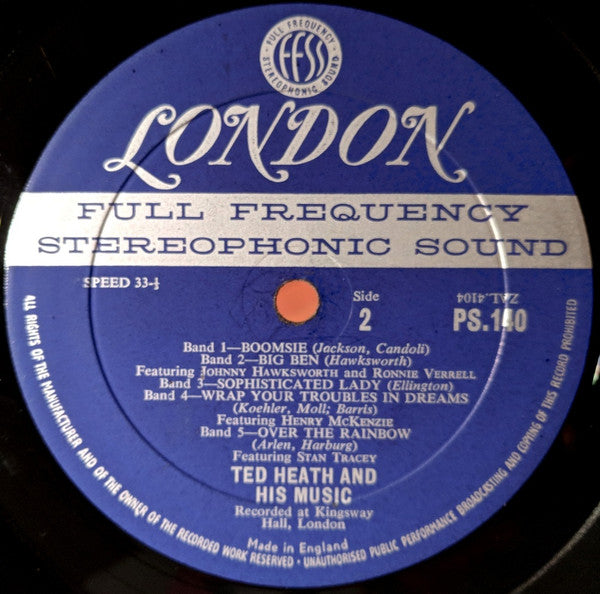 FULL FREQUENCY
FFSS
STEREOPHONIC SOUND
LONDON
FULL FREQUENCY
STEREOPHONIC SOUND
SPEED 33-⅓
Side
2
ZAL.4104
PS.140
Band 1—BOOMSIE (Jackson, Candoli)
Band 2—BIG BEN (Hawksworth)
Featuring JOHNNY HAWKSWORTH and RONNIE VERRELL
Band 3—SOPHISTICATED LADY (Ellington)
Band 4—WRAP YOUR TROUBLES IN DREAMS
(Koehler, Moll; Barris)
Featuring HENRY McKENZIE
Band 5—OVER THE RAINBOW
(Arlen, Harburg)
Featuring STAN TRACEY
TED HEATH AND
HIS MUSIC
Recorded at Kingsway
Hall, London
Made in England
ALL RIGHTS OF THE MANUFACTURER AND OF THE OWNER OF THE RECORDED WORK RESERVED · UNAUTHORISED PUBLIC PERFORMANCE BROADCASTING AND COPYING OF THIS RECORD PROHIBITED